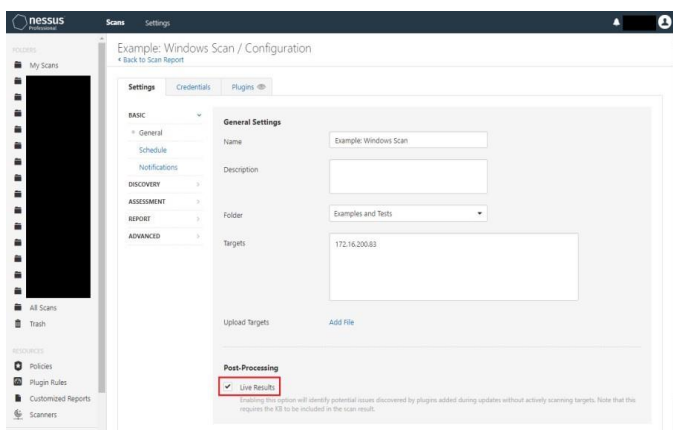 nessus
Professional
Scans
Settings
FOLDERS
My Scans
All Scans
Trash
RESOURCES
Policies
Plugin Rules
Customized Reports
Scanners
Example: Windows Scan / Configuration
Back to Scan Report
Settings
Credentials
Plugins
BASIC
General
Schedule
Notifications
DISCOVERY
ASSESSMENT
REPORT
ADVANCED
General Settings
Name
Example: Windows Scan
Description
Folder
Examples and Tests
Targets
172.16.200.83
Upload Targets
Add File
Post-Processing
Live Results
Enabling this option will identify potential issues discovered by plugins added during updates without actively scanning targets. Note that this
requires the KB to be included in the scan result.